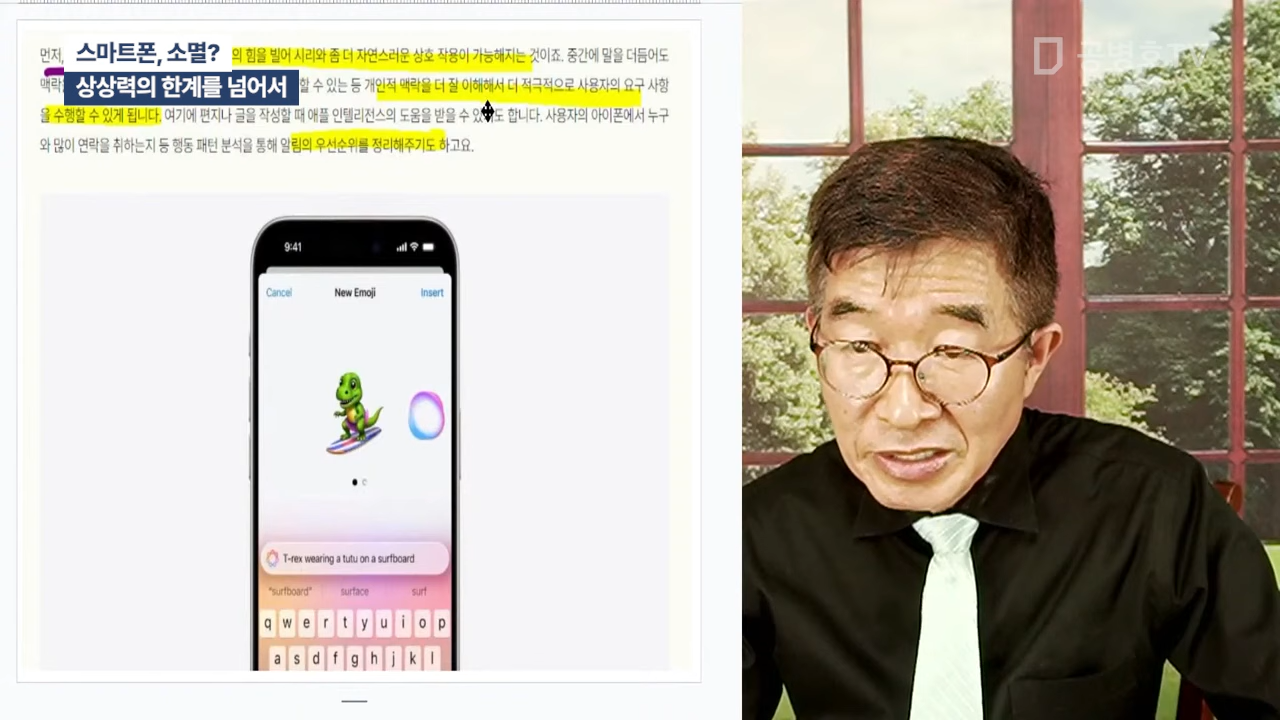 스마트폰, 소멸?
상상력의 한계를 넘어서
공병호TV
먼저, 의 힘을 빌어 시리와 좀 더 자연스러운 상호 작용이 가능해지는 것이죠. 중간에 말을 더듬어도
맥락 할 수 있는 등 개인적 맥락을 더 잘 이해해서 더 적극적으로 사용자의 요구 사항
을 수행할 수 있게 됩니다. 여기에 편지나 글을 작성할 때 애플 인텔리전스의 도움을 받을 수 있도 합니다. 사용자의 아이폰에서 누구
와 많이 연락을 취하는지 등 행동 패턴 분석을 통해 알림의 우선순위를 정리해주기도 하고요.
9:41
Cancel New Emoji Insert
T-rex wearing a tutu on a surfboard
"surfboard" surface surf
q w e r t y u i o p
a s d f g h j k l